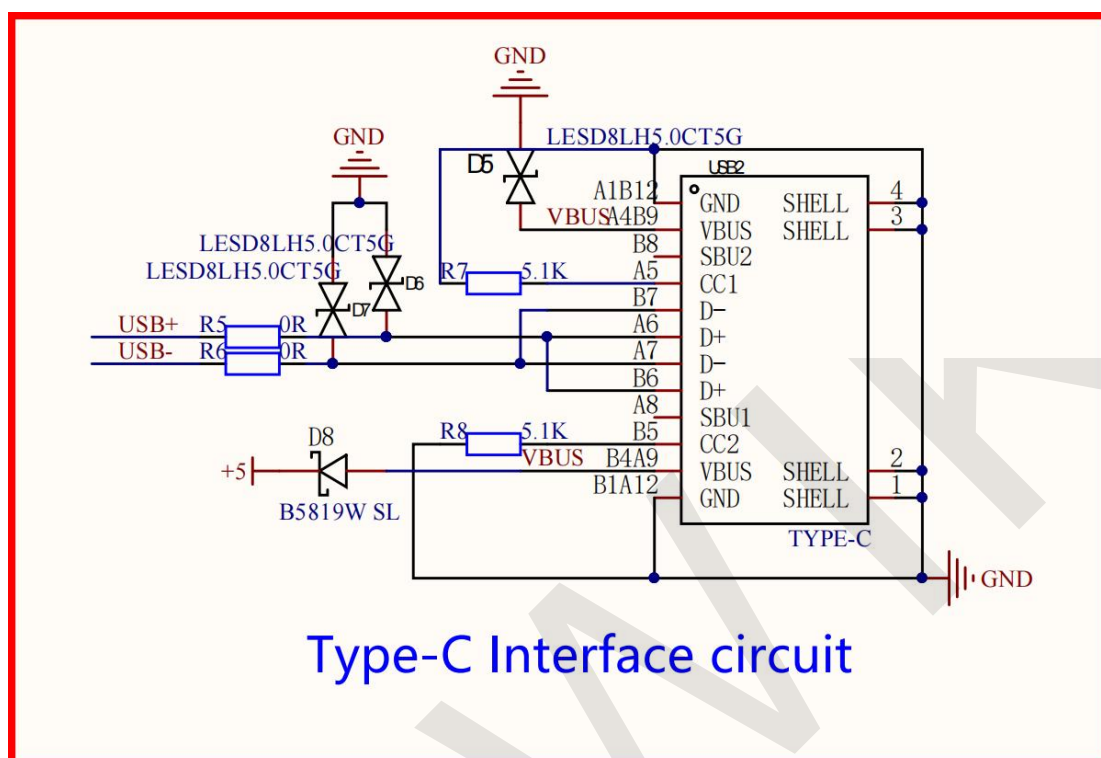 GND
LESD8LH5.0CT5G
GND
D5
USB2
A1B12
GND
SHELL
4
VBUS
A4B9
VBUS
SHELL
3
LESD8LH5.0CT5G
B8
SBU2
LESD8LH5.0CT5G
D6
R7
5.1K
A5
CC1
D7
B7
D-
USB+
R5
0R
A6
D+
USB-
R6
0R
A7
D-
B6
D+
A8
SBU1
D8
R8
5.1K
B5
CC2
+5
VBUS
B4A9
VBUS
SHELL
2
B1A12
GND
SHELL
1
B5819W SL
TYPE-C
GND
Type-C Interface circuit